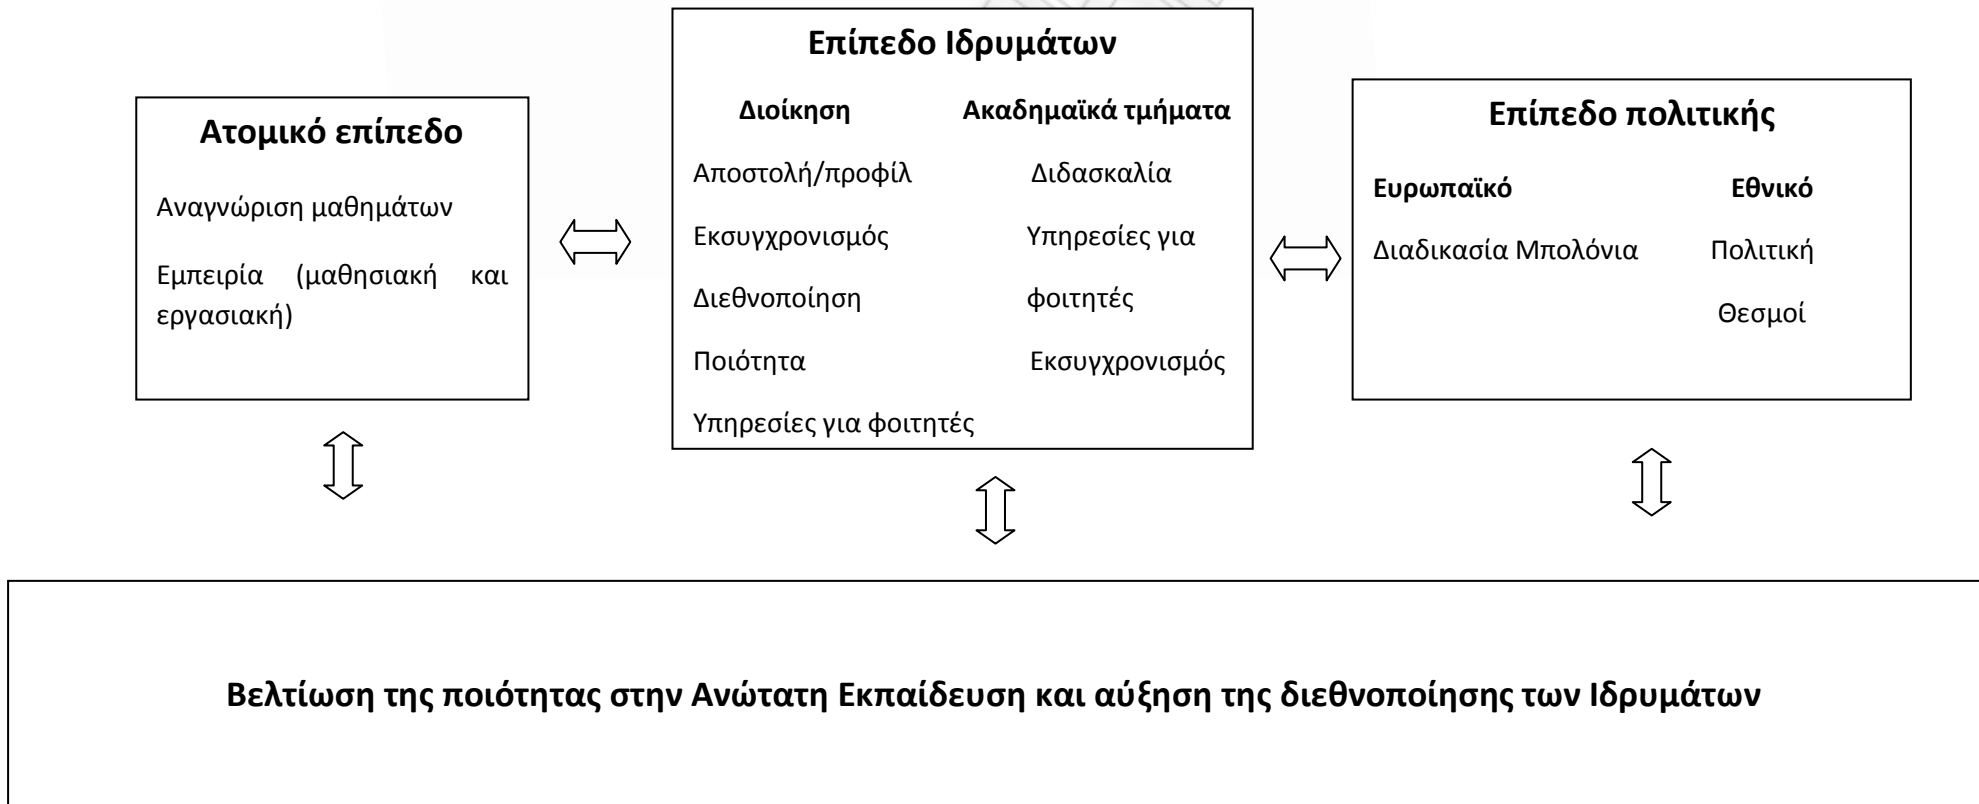 Ατομικό επίπεδο
Αναγνώριση μαθημάτων
Εμπειρία (μαθησιακή και
εργασιακή)
Επίπεδο Ιδρυμάτων
Διοίκηση
Αποστολή/προφίλ
Εκσυγχρονισμός
Διεθνοποίηση
Ποιότητα
Υπηρεσίες για φοιτητές
Ακαδημαϊκά τμήματα
Διδασκαλία
Υπηρεσίες για
φοιτητές
Εκσυγχρονισμός
Επίπεδο πολιτικής
Ευρωπαϊκό
Διαδικασία Μπολόνια
Εθνικό
Πολιτική
Θεσμοί
Βελτίωση της ποιότητας στην Ανώτατη Εκπαίδευση και αύξηση της διεθνοποίησης των Ιδρυμάτων